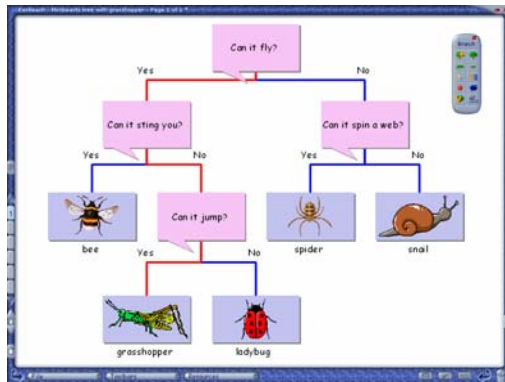 Can it fly?
Yes
No
Can it sting you?
Can it spin a web?
Yes
No
Yes
No
Can it jump?
bee
spider
snail
Yes
No
grasshopper
ladybug